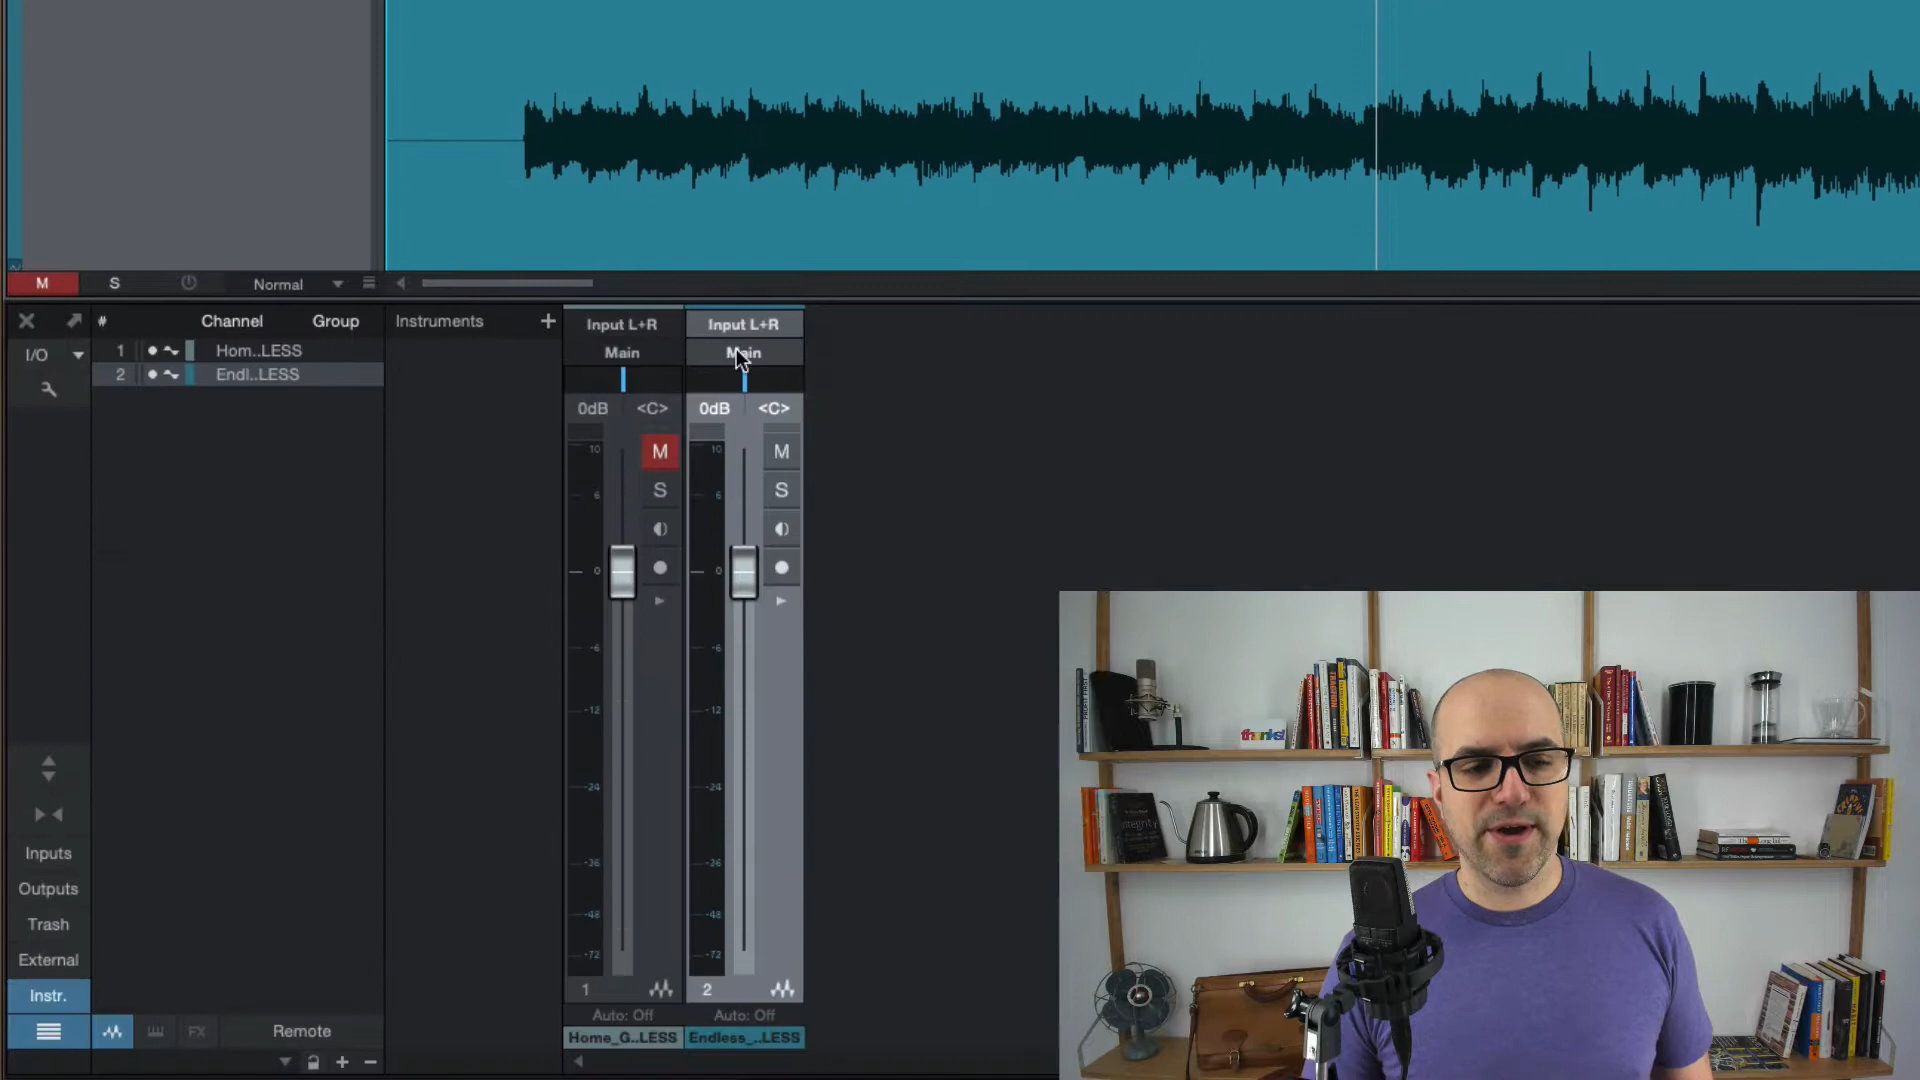 M S Normal
# Channel Group Instruments +
Input L+R Input L+R
I/O 1 Hom..LESS Main Main
2 Endl..LESS
0dB <C> 0dB <C>
10 M 10 M
6 S 6 S
0 0
-6 -6
-12 -12
-24 -24
-36 -36
-48 -48
-72 -72
thanks!
integrity
Inputs
Outputs
Trash
External
Instr. 1 2
Auto: Off Auto: Off
FX Remote Home_G..LESS Endless_..LESS